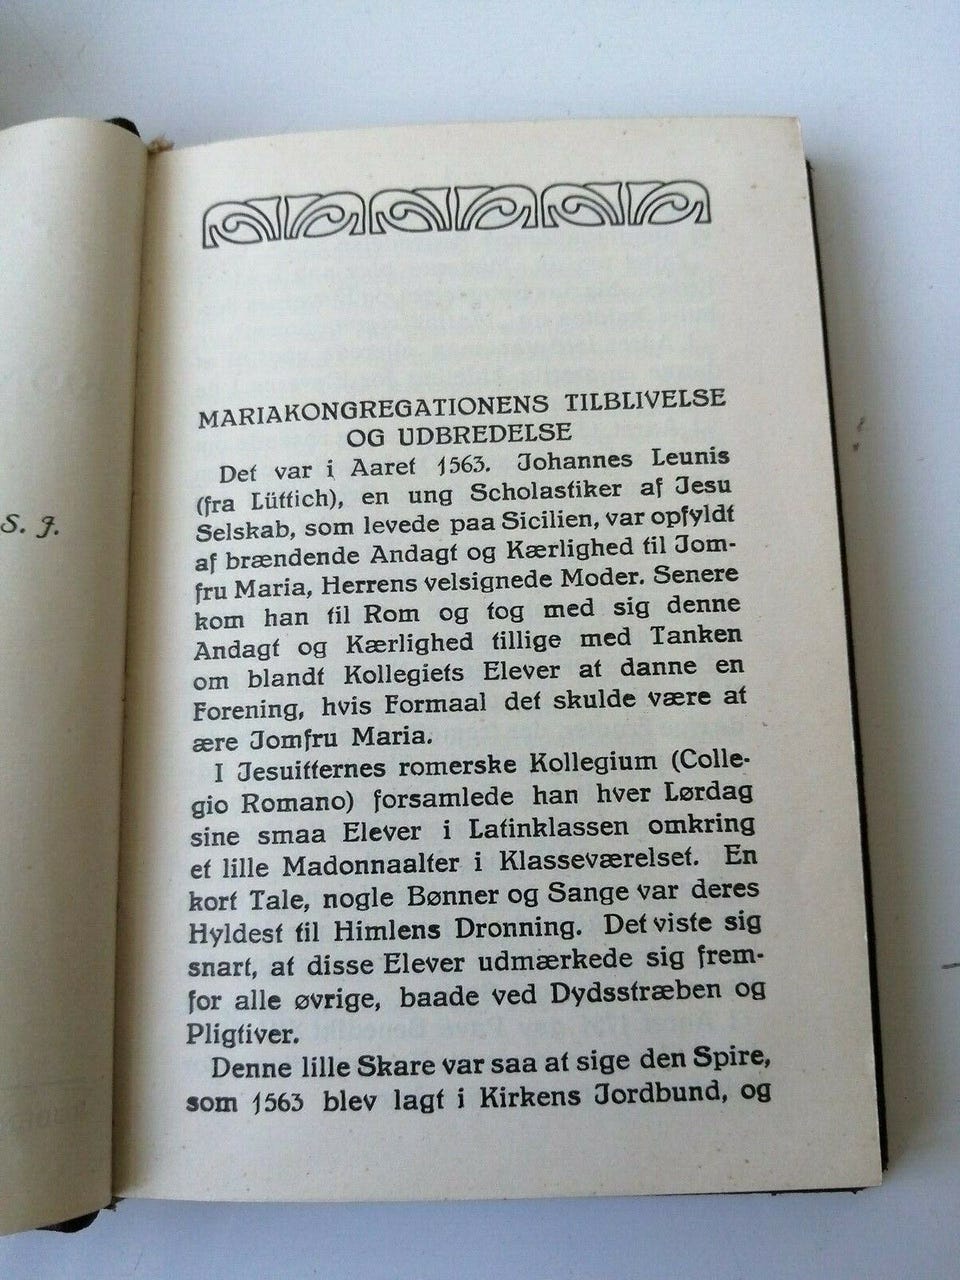 S. J.
MARIAKONGREGATIONENS TILBLIVELSE
OG UDBREDELSE
Det var i Aaret 1563. Johannes Leunis
(fra Lüttich), en ung Scholastiker af Jesu
Selskab, som levede paa Sicilien, var opfyldt
af brændende Andagt og Kærlighed til Jom-
fru Maria, Herrens velsignede Moder. Senere
kom han til Rom og tog med sig denne
Andagt og Kærlighed tillige med Tanken
om blandt Kollegiets Elever at danne en
Forening, hvis Formaal det skulde være at
ære Jomfru Maria.
I Jesuitternes romerske Kollegium (Colle-
gio Romano) forsamlede han hver Lørdag
sine smaa Elever i Latinklassen omkring
et lille Madonnaalter i Klasseværelset. En
kort Tale, nogle Bønner og Sange var deres
Hyldest til Himlens Dronning. Det viste sig
snart, at disse Elever udmærkede sig frem-
for alle øvrige, baade ved Dydsstræben og
Pligtiver.
Denne lille Skare var saa at sige den Spire,
som 1563 blev lagt i Kirkens Jordbund, og